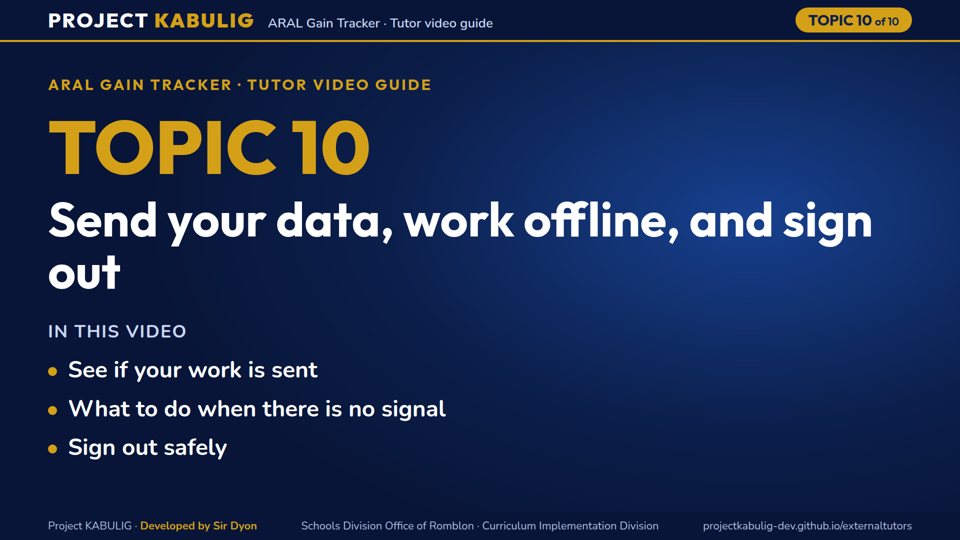 PROJECT KABULIG ARAL Gain Tracker · Tutor video guide TOPIC 10 of 10
ARAL GAIN TRACKER · TUTOR VIDEO GUIDE
TOPIC 10
Send your data, work offline, and sign
out
IN THIS VIDEO
See if your work is sent
What to do when there is no signal
Sign out safely
Project KABULIG · Developed by Sir Dyon Schools Division Office of Romblon · Curriculum Implementation Division projectkabulig-dev.github.io/externaltutors